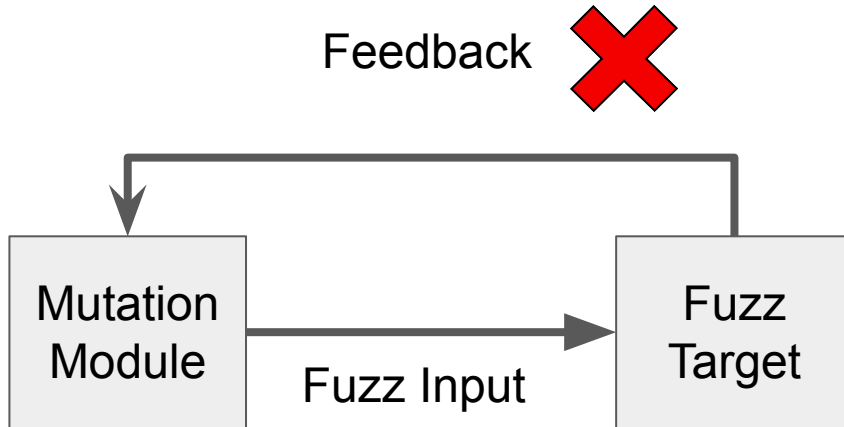 Feedback
Mutation
Module
Fuzz Input
Fuzz
Target